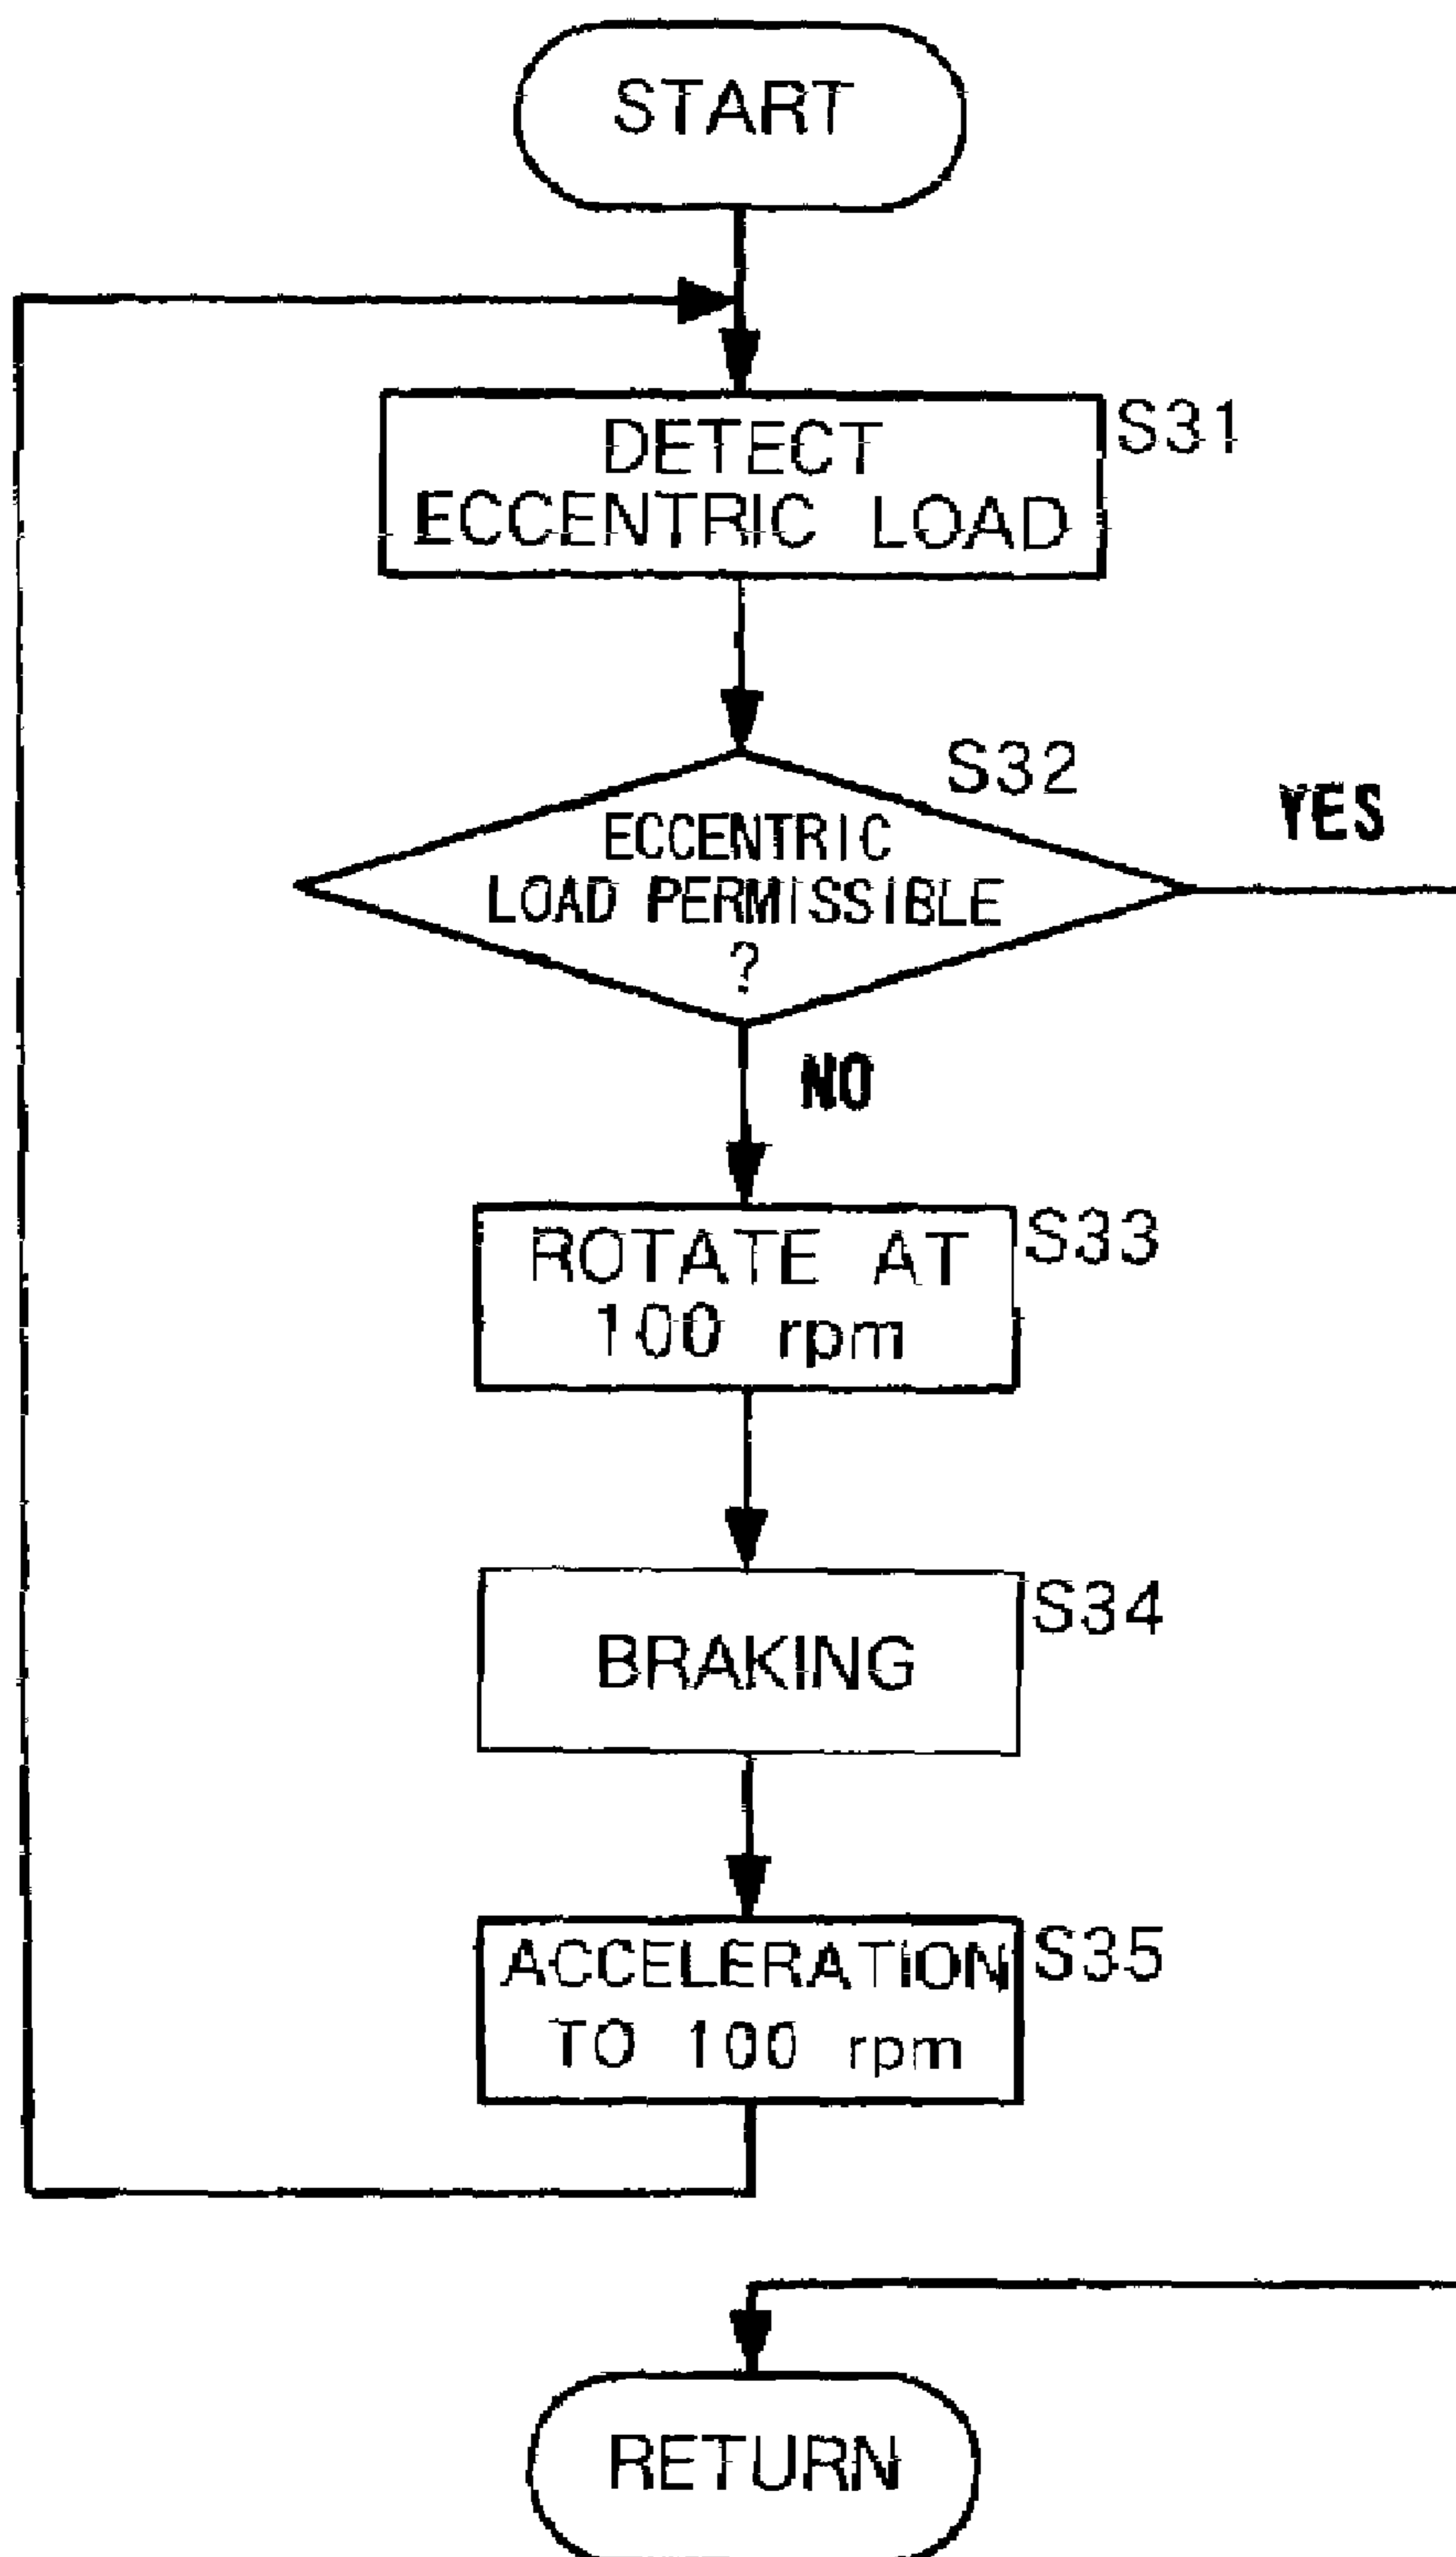 START
DETECT
ECCENTRIC LOAD
S31
S32
ECCENTRIC
LOAD PERMISSIBLE
?
YES
NO
ROTATE AT
100 rpm
S33
BRAKING
S34
ACCELERATION
TO 100 rpm
S35
RETURN